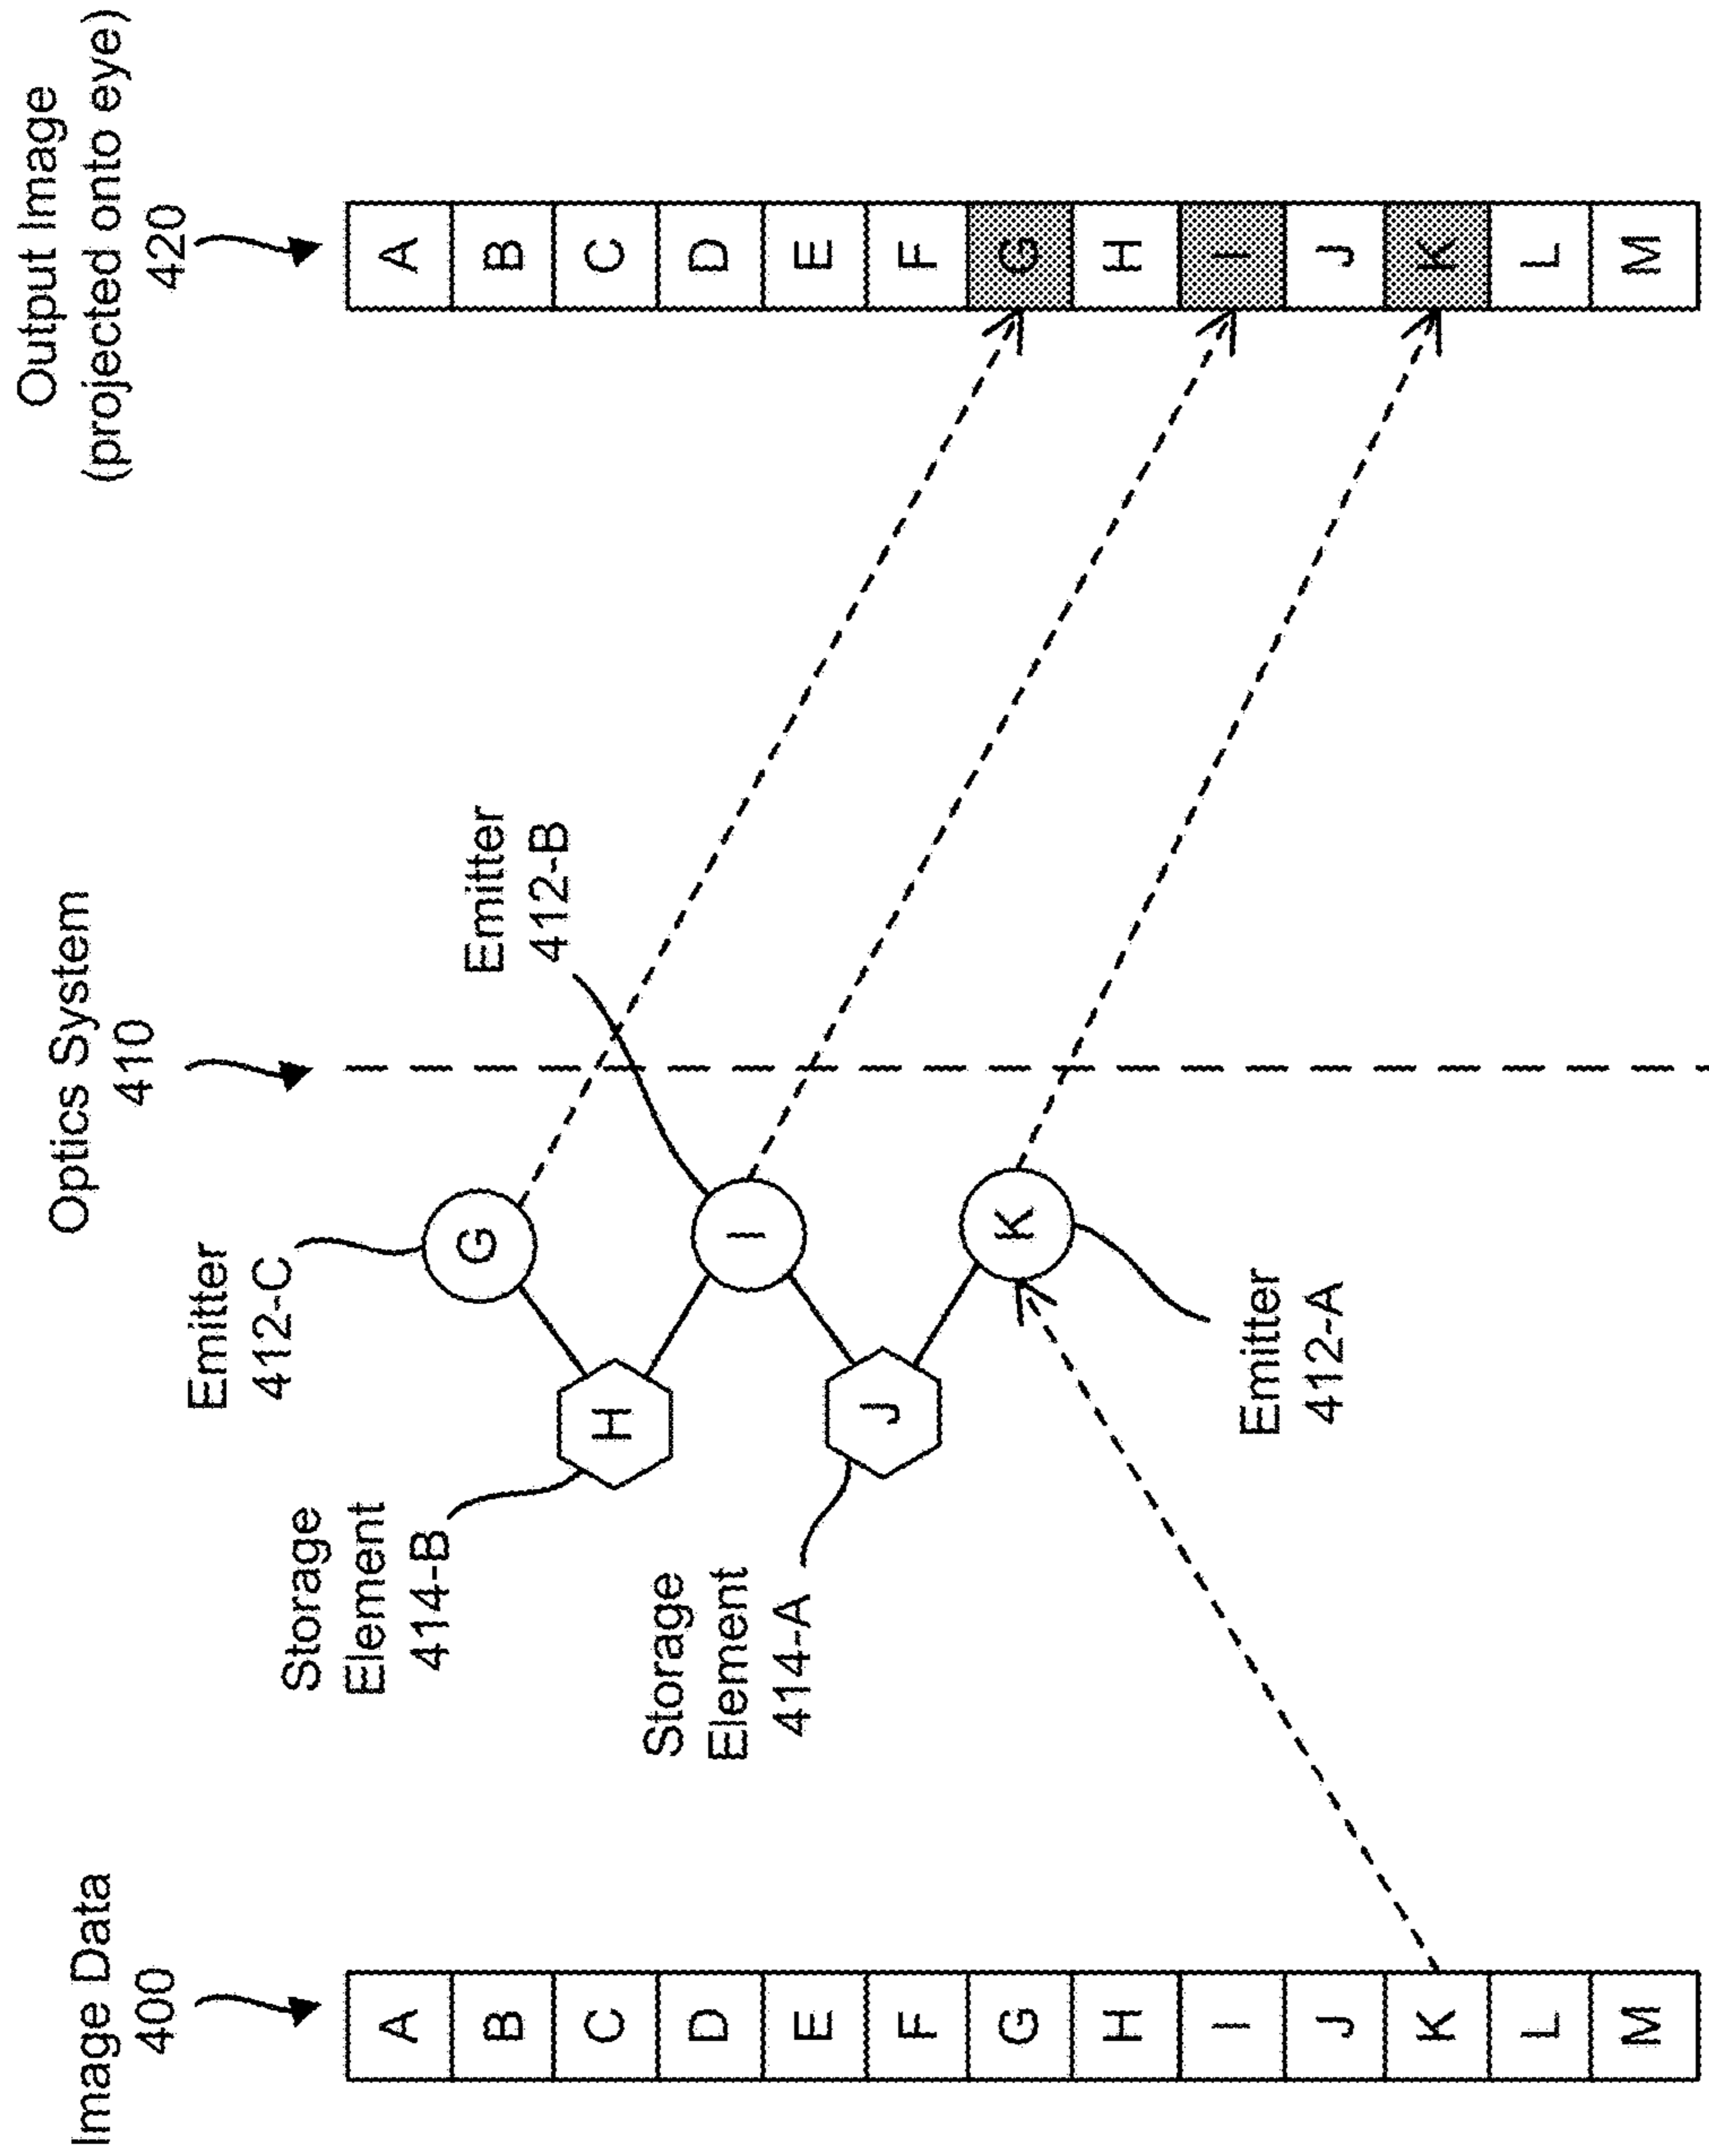 Image Data
400
A
B
C
D
E
F
G
H
I
J
K
L
M
Storage
Element
414-B
H
Storage
Element
414-A
J
Emitter
412-C
G
I
K
Emitter
412-A
Optics System
410
Emitter
412-B
Output Image
(projected onto eye)
420
A
B
C
D
E
F
G
H
I
J
K
L
M